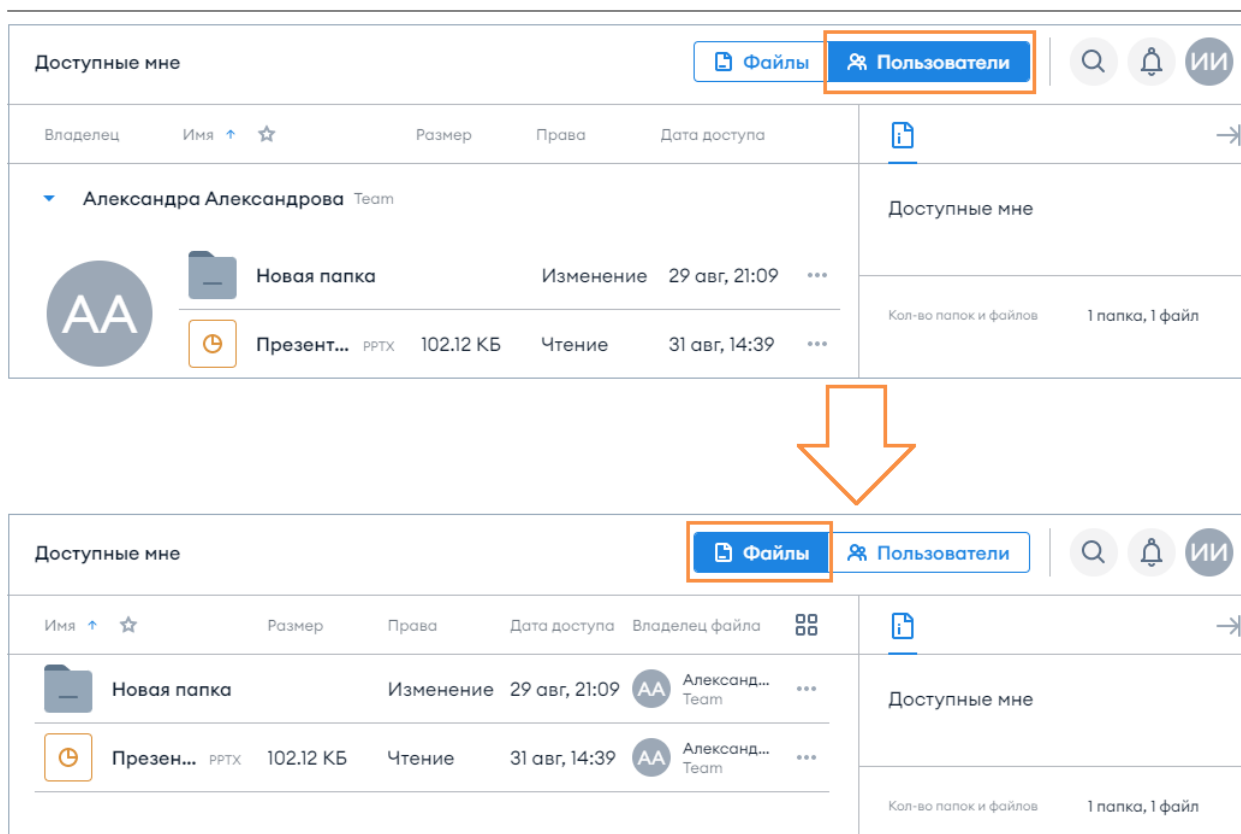 Доступные мне Файлы Пользователи ИИ
Владелец Имя Размер Права Дата доступа
Александра Александрова Team
Доступные мне
АА Новая папка Изменение 29 авг, 21:09
Кол-во папок и файлов 1 папка, 1 файл
Презент... PPTX 102.12 КБ Чтение 31 авг, 14:39
Доступные мне Файлы Пользователи ИИ
Имя Размер Права Дата доступа Владелец файла
Новая папка Изменение 29 авг, 21:09 АА Александ... Team
Доступные мне
Презен... PPTX 102.12 КБ Чтение 31 авг, 14:39 АА Александ... Team
Кол-во папок и файлов 1 папка, 1 файл